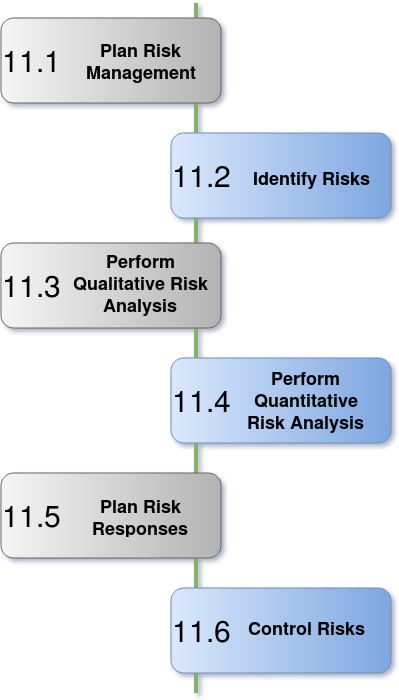 11.1
Plan Risk
Management
11.2
Identify Risks
11.3
Perform
Qualitative Risk
Analysis
11.4
Perform
Quantitative
Risk Analysis
11.5
Plan Risk
Responses
11.6
Control Risks